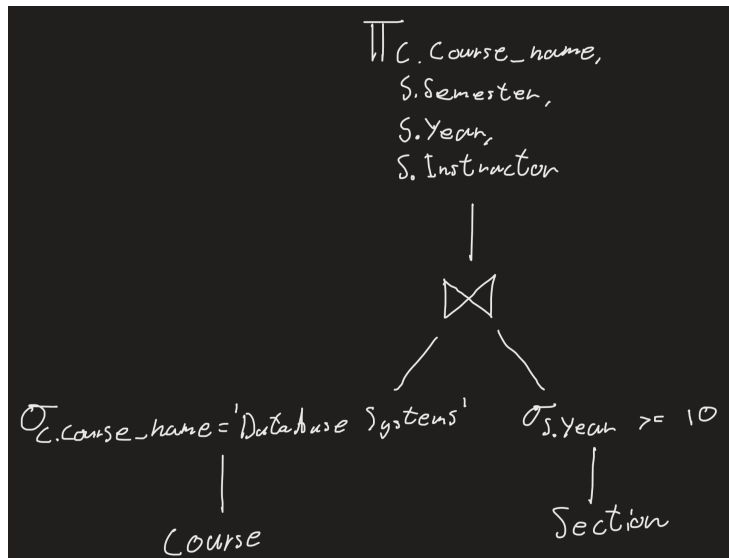 π C.Course_name,
S.Semester,
S.Year,
S.Instructor
⋈
σ C.Course_name='Database Systems' σ S.Year >= 10
Course Section